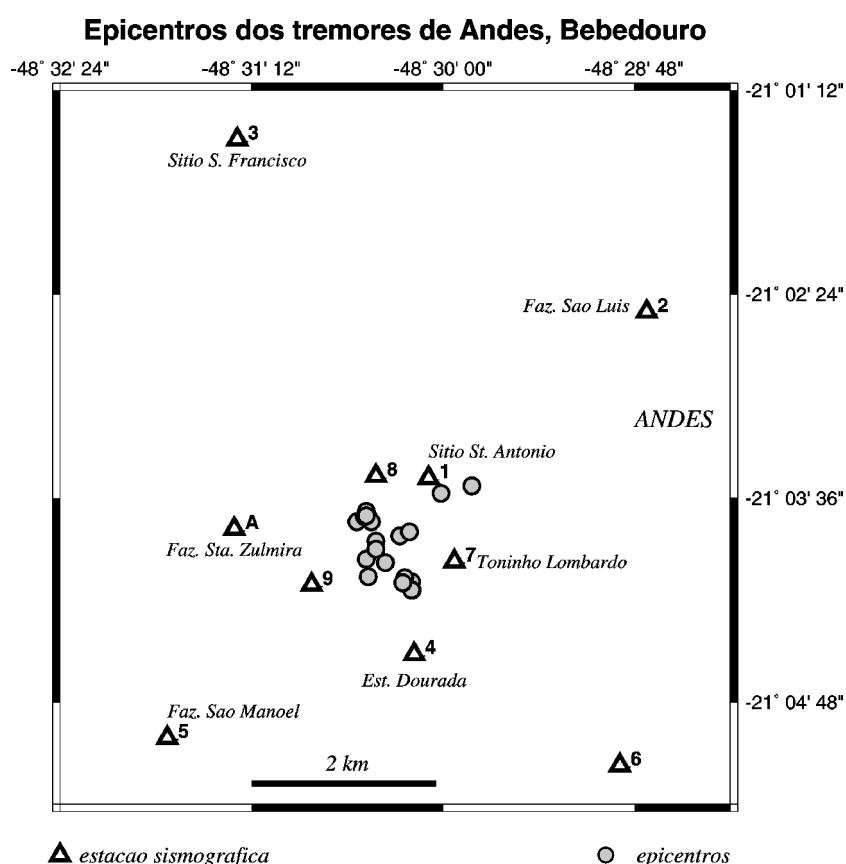 Epicentros dos tremores de Andes, Bebedouro
-48° 32' 24" -48° 31' 12" -48° 30' 00" -48° 28' 48"
-21° 01' 12"
3
Sitio S. Francisco
-21° 02' 24"
Faz. Sao Luis 2
ANDES
Sitio St. Antonio
8 1
-21° 03' 36"
A
Faz. Sta. Zulmira
7 Toninho Lombardo
9
4
Est. Dourada
-21° 04' 48"
Faz. Sao Manoel
5
2 km
6
estacao sismografica epicentros